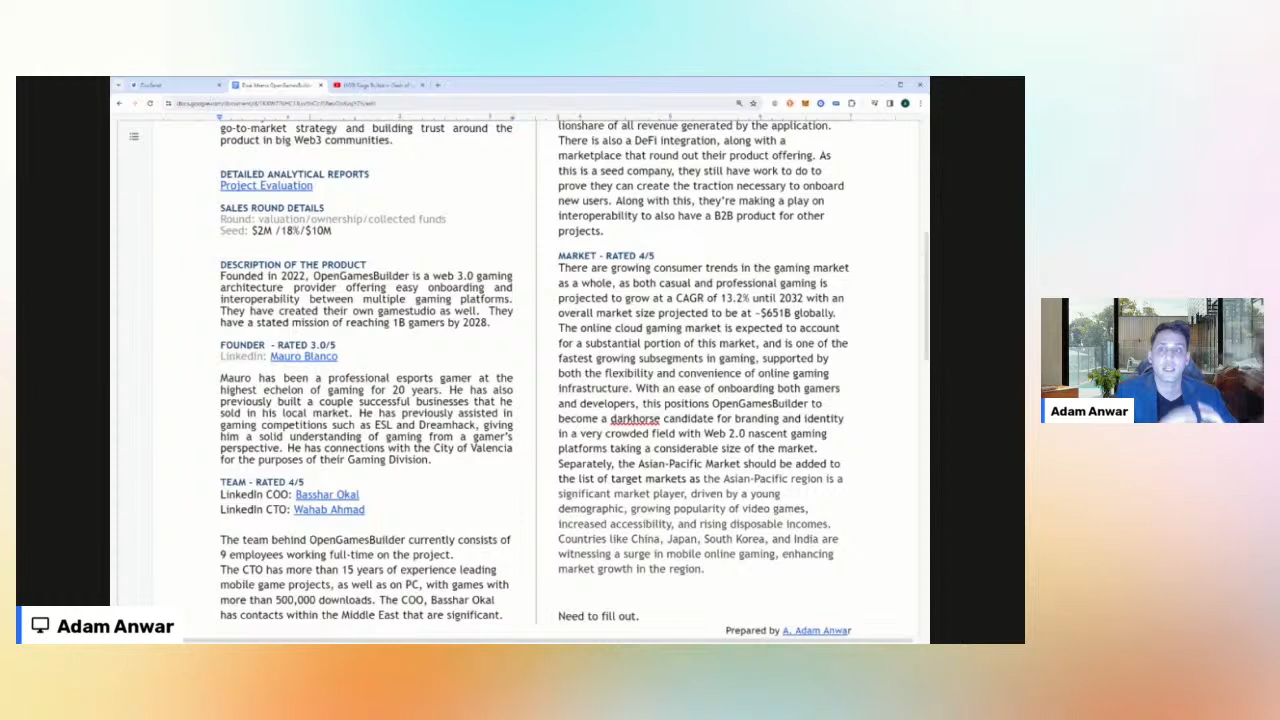 DocSend
Deal Memo OpenGamesBuilde
go-to-market strategy and building trust around the
product in big Web3 communities.
DETAILED ANALYTICAL REPORTS
Project Evaluation
SALES ROUND DETAILS
Round: valuation/ownership/collected funds
Seed: $2M /18%/$10M
DESCRIPTION OF THE PRODUCT
Founded in 2022, OpenGamesBuilder is a web 3.0 gaming
architecture provider offering easy onboarding and
interoperability between multiple gaming platforms.
They have created their own gamestudio as well. They
have a stated mission of reaching 1B gamers by 2028.
FOUNDER - RATED 3.0/5
LinkedIn: Mauro Blanco
Mauro has been a professional esports gamer at the
highest echelon of gaming for 20 years. He has also
previously built a couple successful businesses that he
sold in his local market. He has previously assisted in
gaming competitions such as ESL and Dreamhack, giving
him a solid understanding of gaming from a gamer's
perspective. He has connections with the City of Valencia
for the purposes of their Gaming Division.
TEAM - RATED 4/5
LinkedIn COO: Basshar Okal
LinkedIn CTO: Wahab Ahmad
The team behind OpenGamesBuilder currently consists of
9 employees working full-time on the project.
The CTO has more than 15 years of experience leading
mobile game projects, as well as on PC, with games with
more than 500,000 downloads. The COO, Basshar Okal
has contacts within the Middle East that are significant.
lionshare of all revenue generated by the application.
There is also a DeFi integration, along with a
marketplace that round out their product offering. As
this is a seed company, they still have work to do to
prove they can create the traction necessary to onboard
new users. Along with this, they're making a play on
interoperability to also have a B2B product for other
projects.
MARKET - RATED 4/5
There are growing consumer trends in the gaming market
as a whole, as both casual and professional gaming is
projected to grow at a CAGR of 13.2% until 2032 with an
overall market size projected to be at ~$651B globally.
The online cloud gaming market is expected to account
for a substantial portion of this market, and is one of the
fastest growing subsegments in gaming, supported by
both the flexibility and convenience of online gaming
infrastructure. With an ease of onboarding both gamers
and developers, this positions OpenGamesBuilder to
become a darkhorse candidate for branding and identity
in a very crowded field with Web 2.0 nascent gaming
platforms taking a considerable size of the market.
Separately, the Asian-Pacific Market should be added to
the list of target markets as the Asian-Pacific region is a
significant market player, driven by a young
demographic, growing popularity of video games,
increased accessibility, and rising disposable incomes.
Countries like China, Japan, South Korea, and India are
witnessing a surge in mobile online gaming, enhancing
market growth in the region.
Need to fill out.
Prepared by A. Adam Anwar
Adam Anwar
Adam Anwar